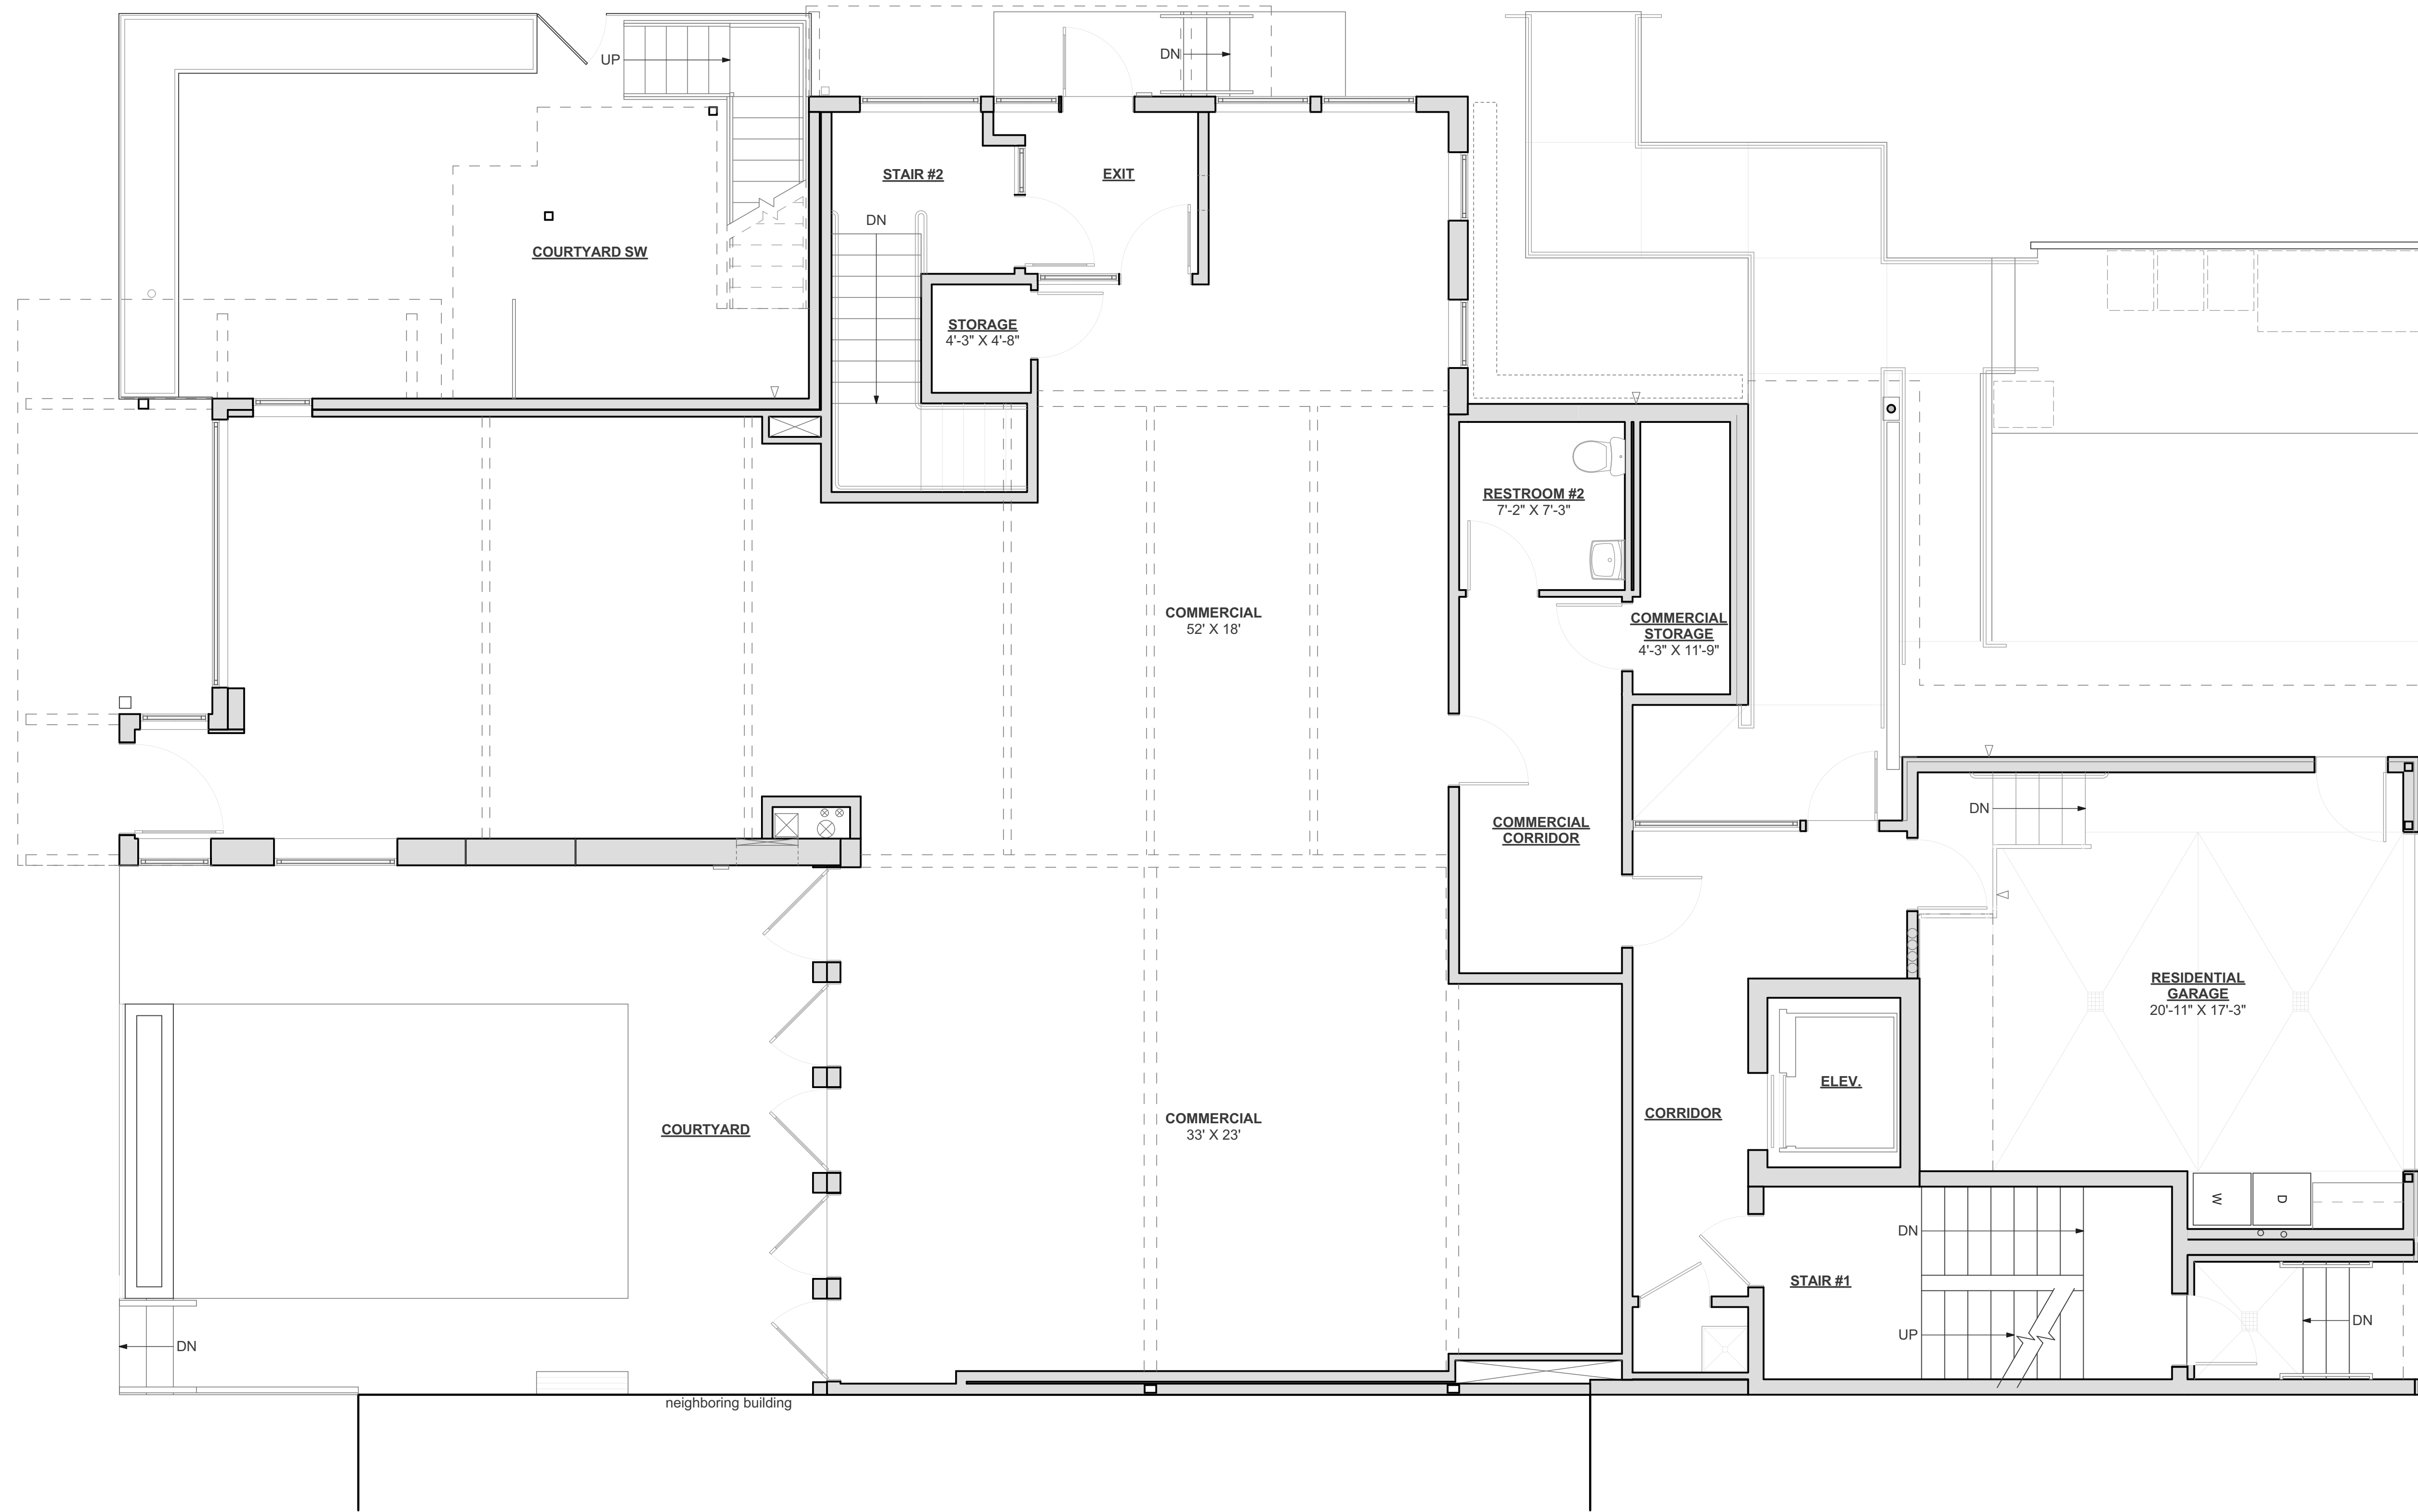 UP
DN
STAIR #2
EXIT
DN
COURTYARD SW
STORAGE
4'-3" X 4'-8"
RESTROOM #2
7'-2" X 7'-3"
COMMERCIAL
52' X 18'
COMMERCIAL
STORAGE
4'-3" X 11'-9"
DN
COMMERCIAL
CORRIDOR
RESIDENTIAL
GARAGE
20'-11" X 17'-3"
ELEV.
CORRIDOR
COURTYARD
COMMERCIAL
33' X 23'
W
D
DN
STAIR #1
UP
DN
DN
neighboring building